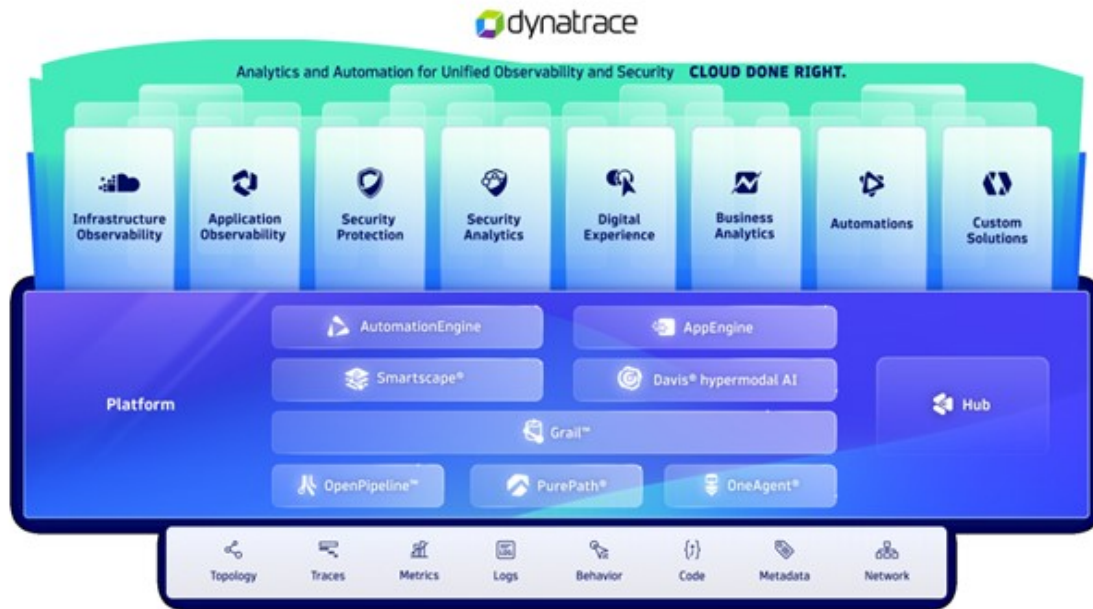 dynatrace
Analytics and Automation for Unified Observability and Security CLOUD DONE RIGHT.
Infrastructure
Observability
Application
Observability
Security
Protection
Security
Analytics
Digital
Experience
Business
Analytics
Automations
Custom
Solutions
Platform
AutomationEngine
AppEngine
Smartscape®
Davis® hypermodal AI
Hub
Grail™
OpenPipeline™
PurePath®
OneAgent®
Topology
Traces
Metrics
Logs
Behavior
Code
Metadata
Network